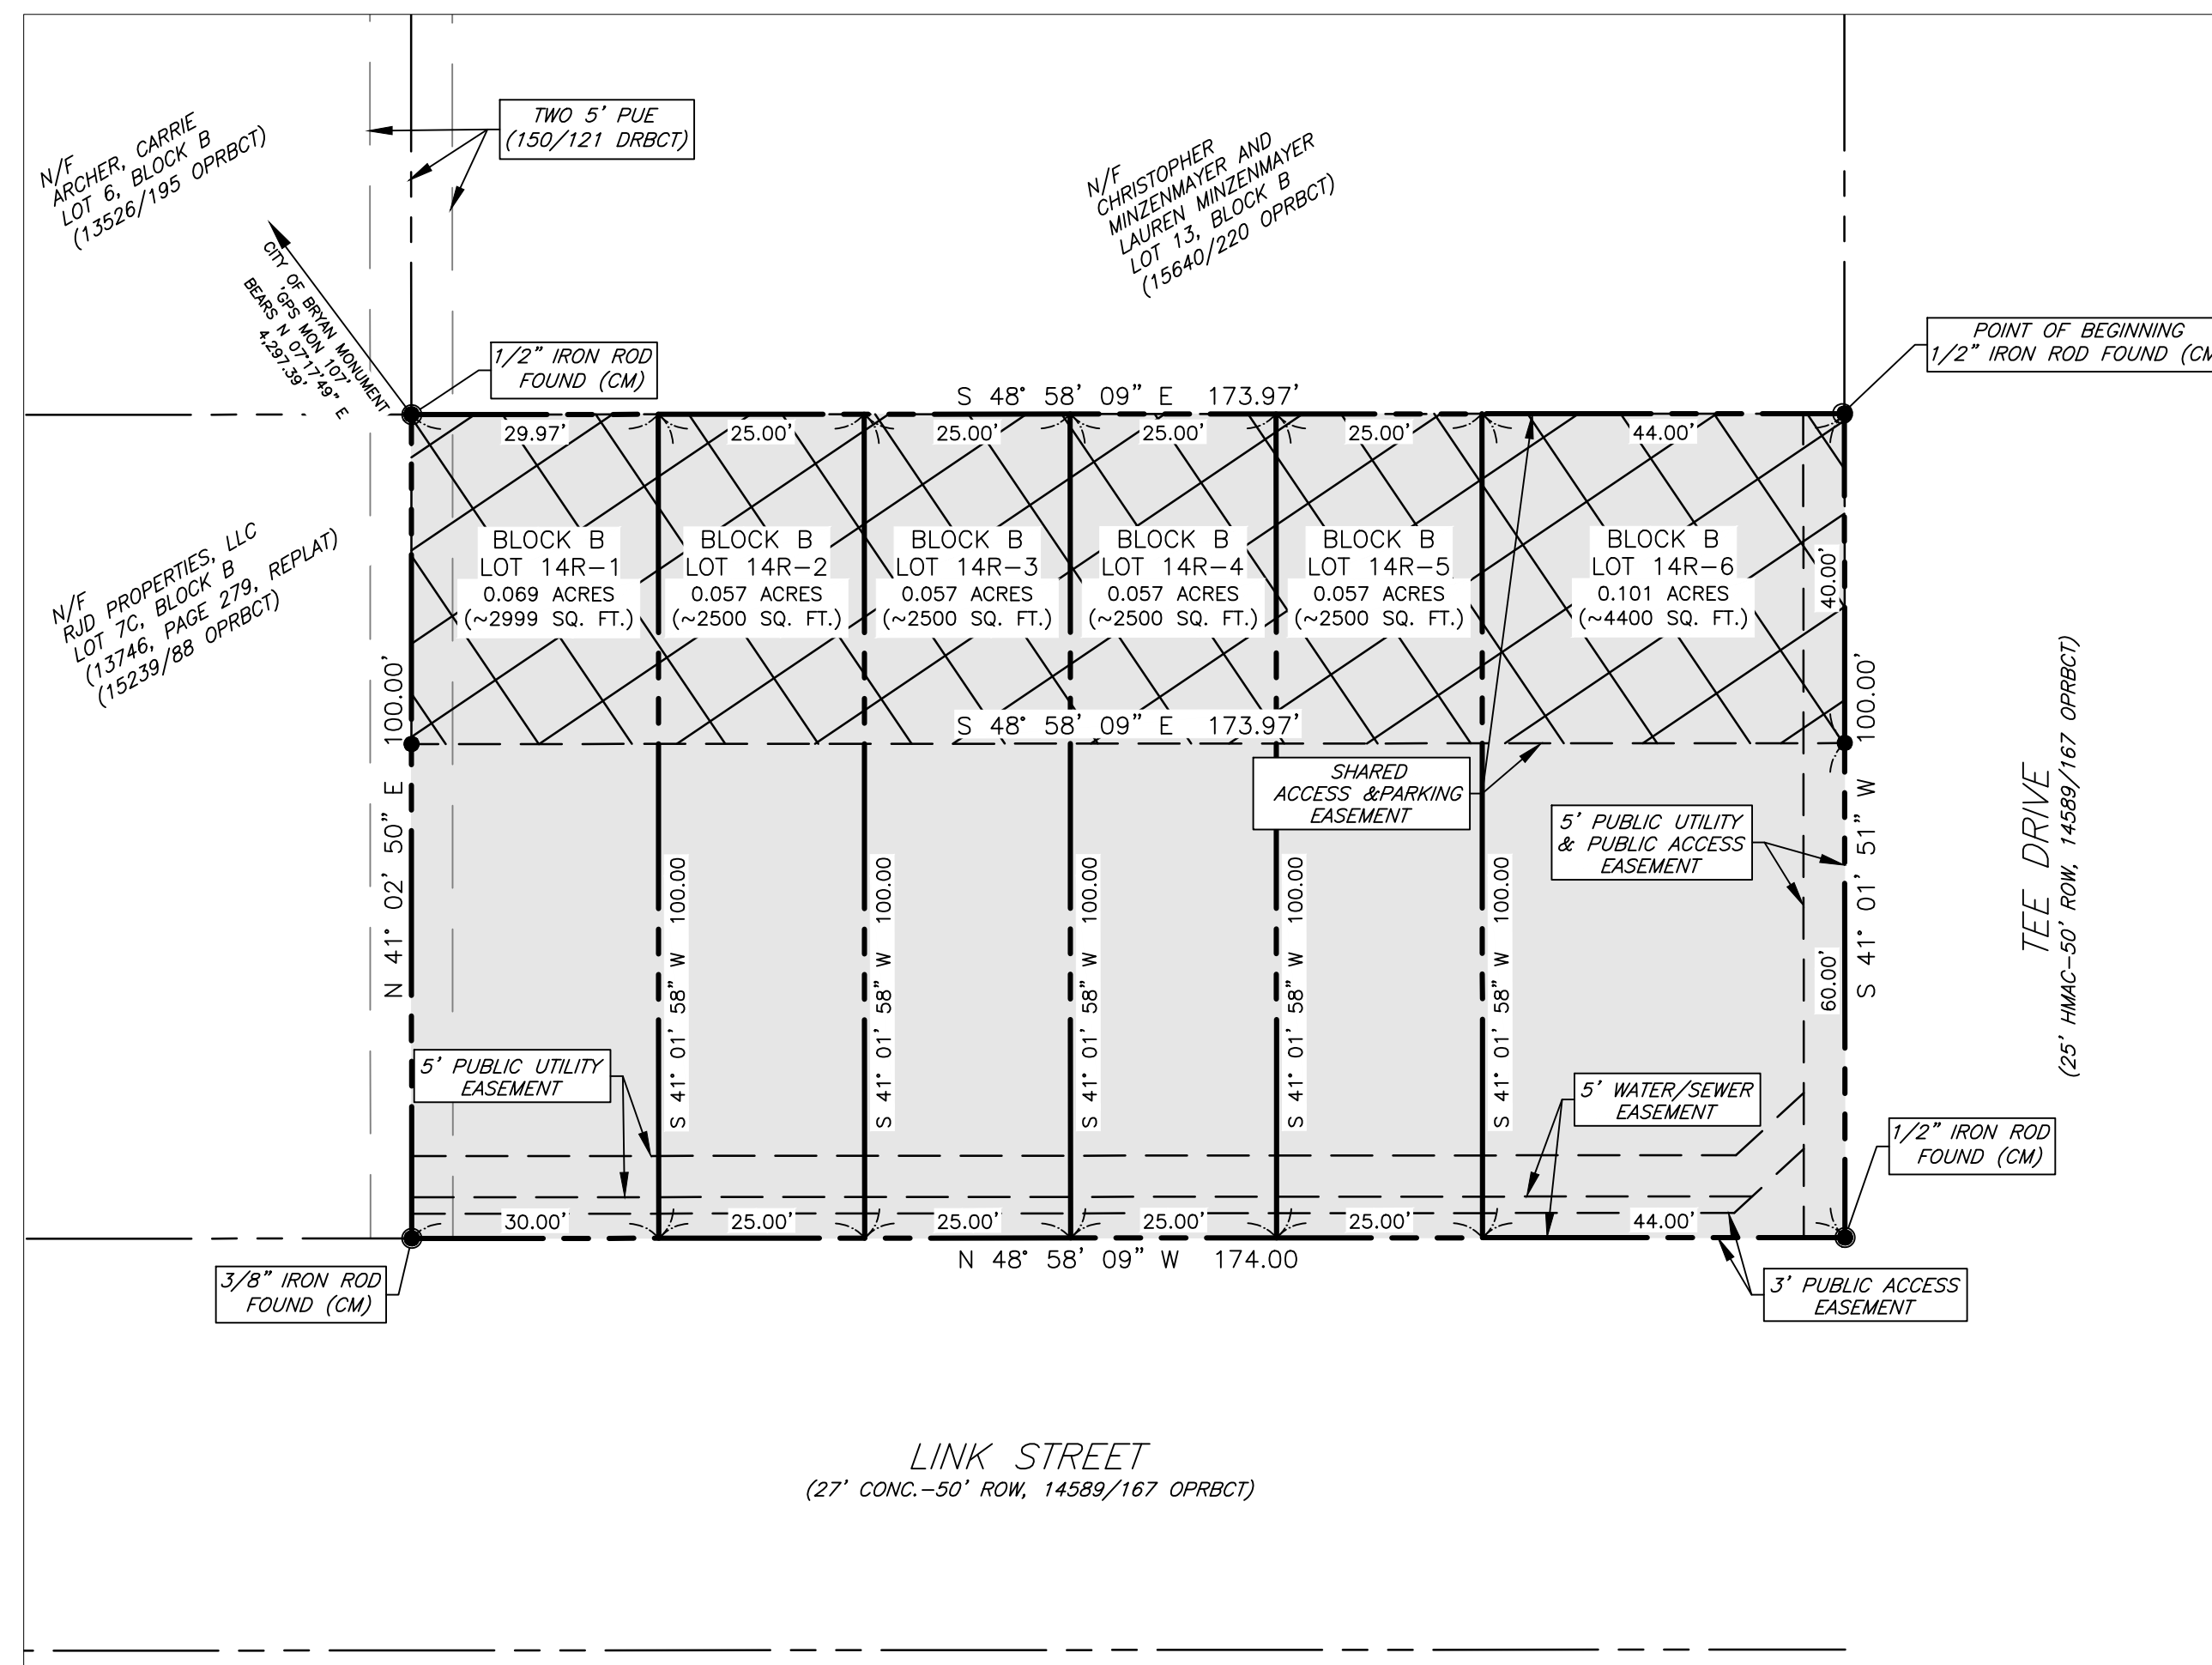 TWO 5' PUE
(150/121 DRBCT)
N/F
ARCHER, CARRIE
LOT 6, BLOCK B
(13526/195 OPRBCT)
N/F
CHRISTOPHER
MINZENMAYER AND
LAUREN MINZENMAYER
LOT 13, BLOCK B
(15640/220 OPRBCT)
CITY OF BRYAN MONUMENT
'GPS MON 107'
BEARS N 07°17'49" E
4,297.39'
1/2" IRON ROD
FOUND (CM)
POINT OF BEGINNING
1/2" IRON ROD FOUND (CM
S 48° 58' 09" E 173.97'
29.97'
25.00'
25.00'
25.00'
25.00'
44.00'
N/F
RJD PROPERTIES, LLC
LOT 7C, BLOCK B
(13746, PAGE 279, REPLAT)
(15239/88 OPRBCT)
BLOCK B
LOT 14R-1
0.069 ACRES
(~2999 SQ. FT.)
BLOCK B
LOT 14R-2
0.057 ACRES
(~2500 SQ. FT.)
BLOCK B
LOT 14R-3
0.057 ACRES
(~2500 SQ. FT.)
BLOCK B
LOT 14R-4
0.057 ACRES
(~2500 SQ. FT.)
BLOCK B
LOT 14R-5
0.057 ACRES
(~2500 SQ. FT.)
BLOCK B
LOT 14R-6
0.101 ACRES
(~4400 SQ. FT.)
40.00'
N 41° 02' 50" E 100.00'
S 48° 58' 09" E 173.97'
S 41° 01' 51" W 100.00'
TEE DRIVE
(25' HMAC-50' ROW, 14589/167 OPRBCT)
SHARED
ACCESS &PARKING
EASEMENT
5' PUBLIC UTILITY
& PUBLIC ACCESS
EASEMENT
S 41° 01' 58" W 100.00
S 41° 01' 58" W 100.00
S 41° 01' 58" W 100.00
S 41° 01' 58" W 100.00
S 41° 01' 58" W 100.00
60.00'
5' PUBLIC UTILITY
EASEMENT
5' WATER/SEWER
EASEMENT
1/2" IRON ROD
FOUND (CM)
30.00'
25.00'
25.00'
25.00'
25.00'
44.00'
N 48° 58' 09" W 174.00
3/8" IRON ROD
FOUND (CM)
3' PUBLIC ACCESS
EASEMENT
LINK STREET
(27' CONC.-50' ROW, 14589/167 OPRBCT)